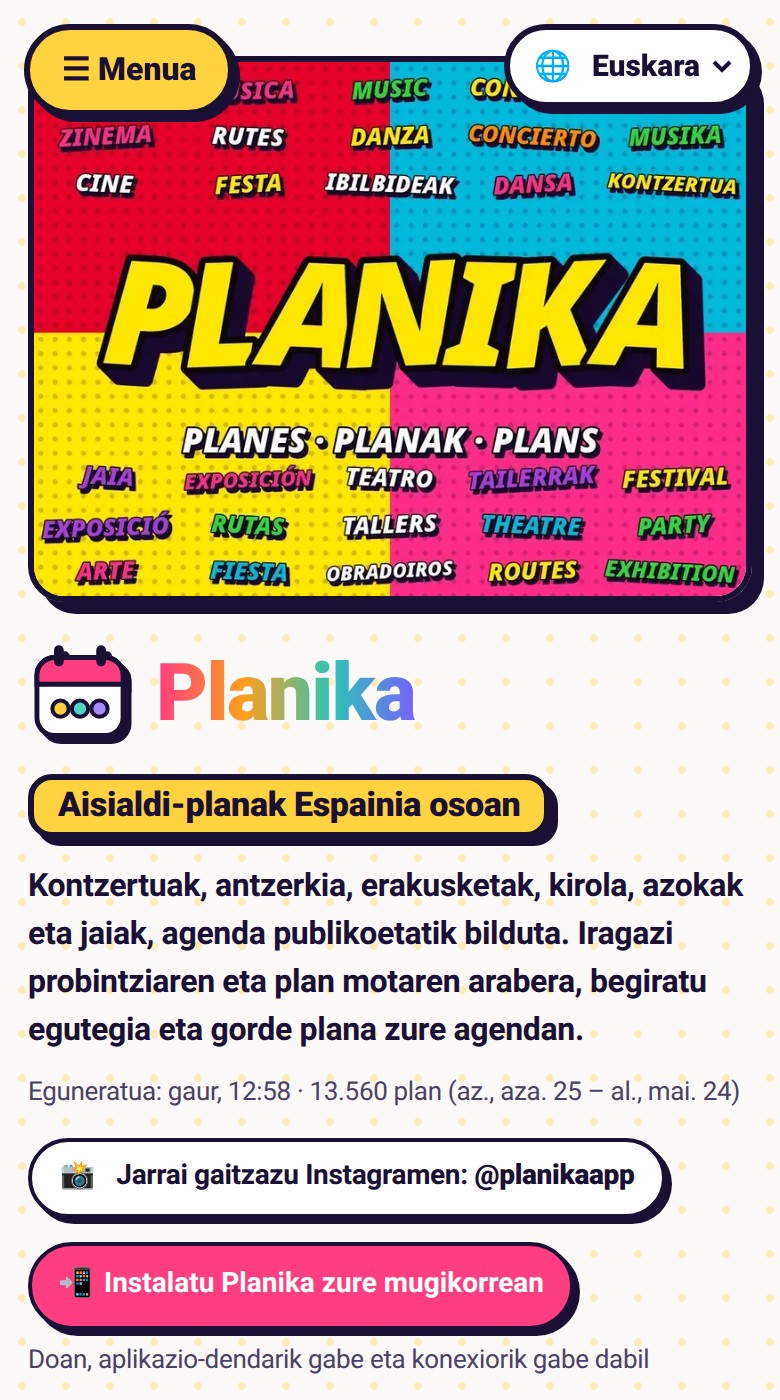 ☰ Menua
🌐 Euskara
MUSIC
ZINEMA RUTES DANZA CONCIERTO MUSIKA
CINE FESTA IBILBIDEAK DANSA KONTZERTUA
PLANIKA
PLANES · PLANAK · PLANS
JAIA EXPOSICIÓN TEATRO TAILERRAK FESTIVAL
EXPOSICIÓ RUTAS TALLERS THEATRE PARTY
ARTE FIESTA OBRADOIROS ROUTES EXHIBITION
Planika
Aisialdi-planak Espainia osoan
Kontzertuak, antzerkia, erakusketak, kirola, azokak
eta jaiak, agenda publikoetatik bilduta. Iragazi
probintziaren eta plan motaren arabera, begiratu
egutegia eta gorde plana zure agendan.
Eguneratua: gaur, 12:58 · 13.560 plan (az., aza. 25 – al., mai. 24)
📸 Jarrai gaitzazu Instagramen: @planikaapp
📲 Instalatu Planika zure mugikorrean
Doan, aplikazio-dendarik gabe eta konexiorik gabe dabil